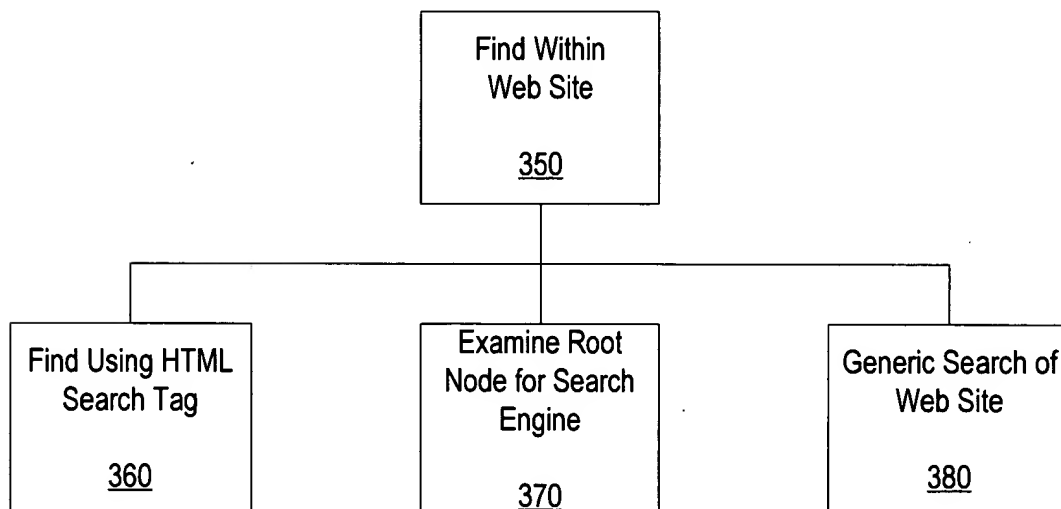 Find Within
Web Site
350
Find Using HTML
Search Tag
360
Examine Root
Node for Search
Engine
370
Generic Search of
Web Site
380